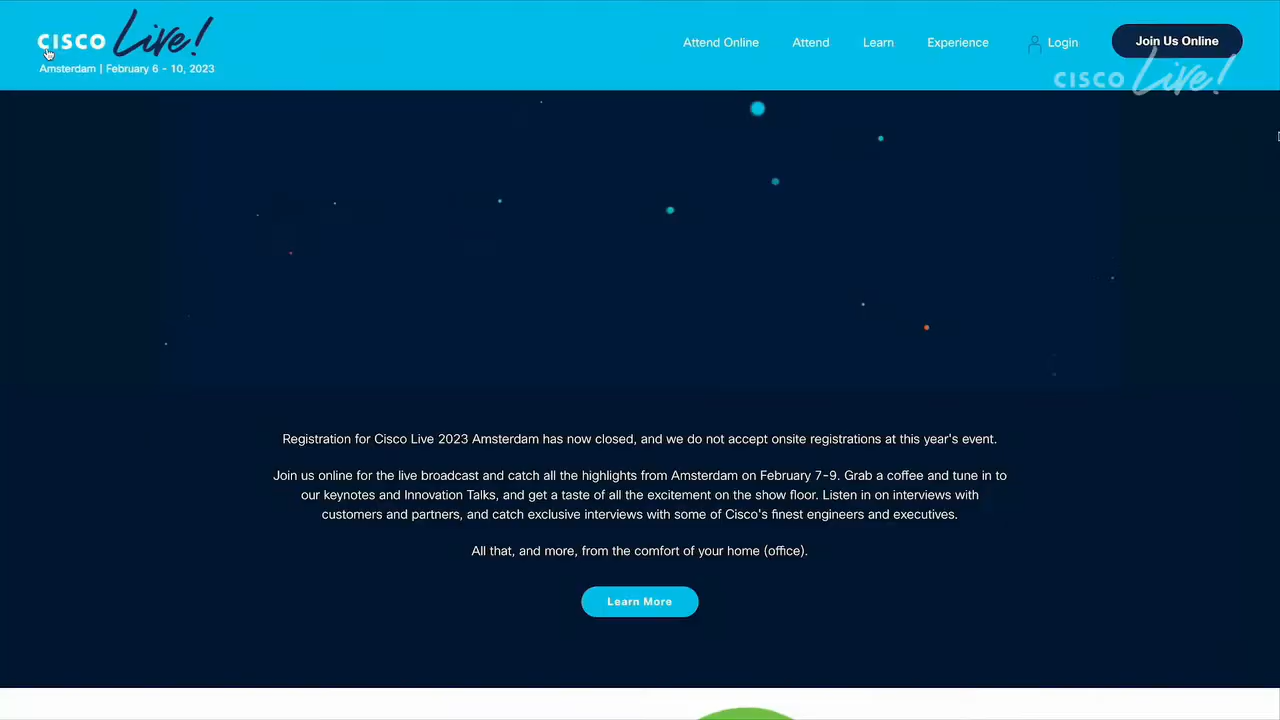 CISCO Live!
Amsterdam | February 6 - 10, 2023
Attend Online
Attend
Learn
Experience
Login
Join Us Online
CISCO Live!
Registration for Cisco Live 2023 Amsterdam has now closed, and we do not accept onsite registrations at this year's event.
Join us online for the live broadcast and catch all the highlights from Amsterdam on February 7-9. Grab a coffee and tune in to
our keynotes and Innovation Talks, and get a taste of all the excitement on the show floor. Listen in on interviews with
customers and partners, and catch exclusive interviews with some of Cisco's finest engineers and executives.
All that, and more, from the comfort of your home (office).
Learn More